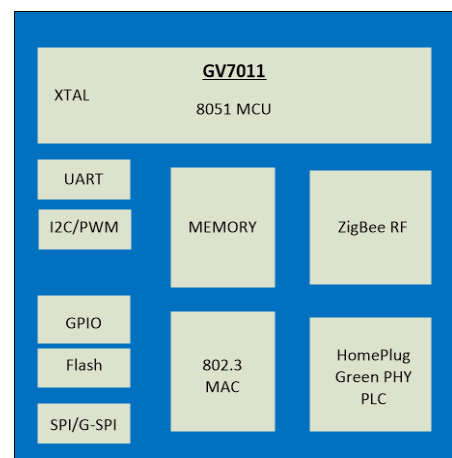 GV7011
XTAL
8051 MCU
UART
I2C/PWM
MEMORY
ZigBee RF
GPIO
Flash
SPI/G-SPI
802.3
MAC
HomePlug
Green PHY
PLC